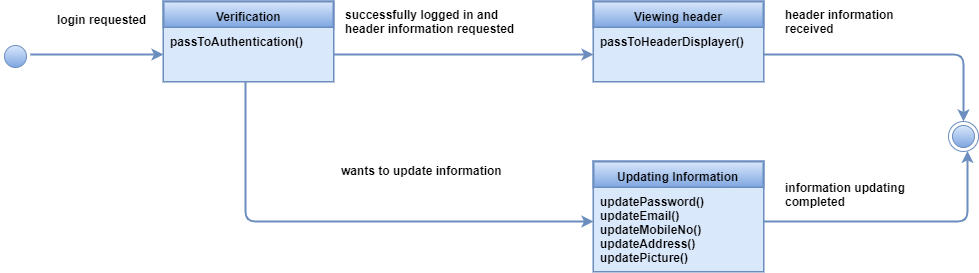 login requested
Verification
passToAuthentication()
successfully logged in and
header information requested
Viewing header
passToHeaderDisplayer()
header information
received
wants to update information
Updating Information
updatePassword()
updateEmail()
updateMobileNo()
updateAddress()
updatePicture()
information updating
completed